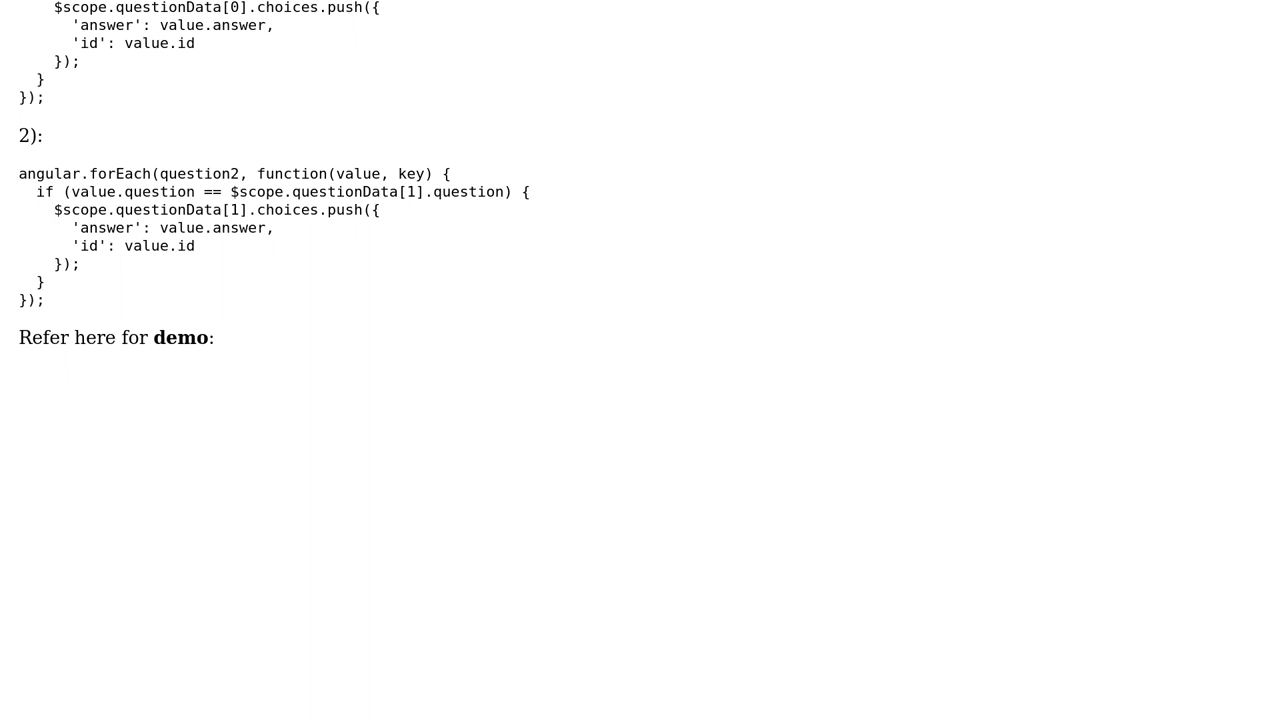 $scope.questionData[0].choices.push({
      'answer': value.answer,
      'id': value.id
    });
  }
});
2):
angular.forEach(question2, function(value, key) {
  if (value.question == $scope.questionData[1].question) {
    $scope.questionData[1].choices.push({
      'answer': value.answer,
      'id': value.id
    });
  }
});
Refer here for demo: